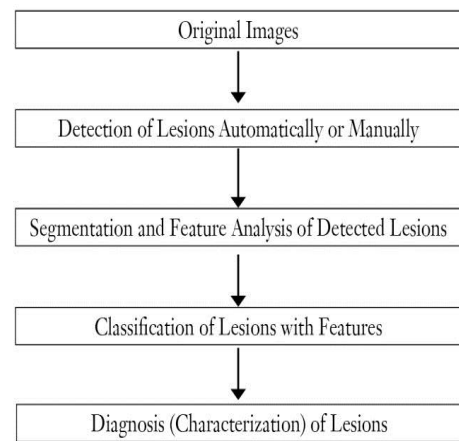 Original Images
Detection of Lesions Automatically or Manually
Segmentation and Feature Analysis of Detected Lesions
Classification of Lesions with Features
Diagnosis (Characterization) of Lesions